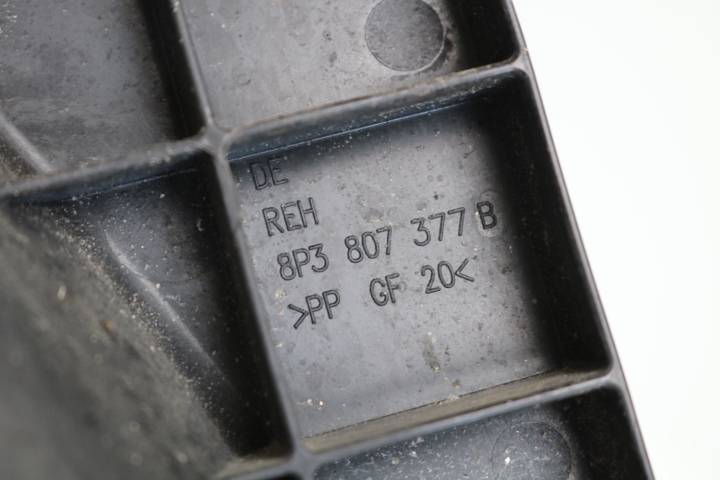 DE
REH
8P3 807 377 B
>PP GF 20<